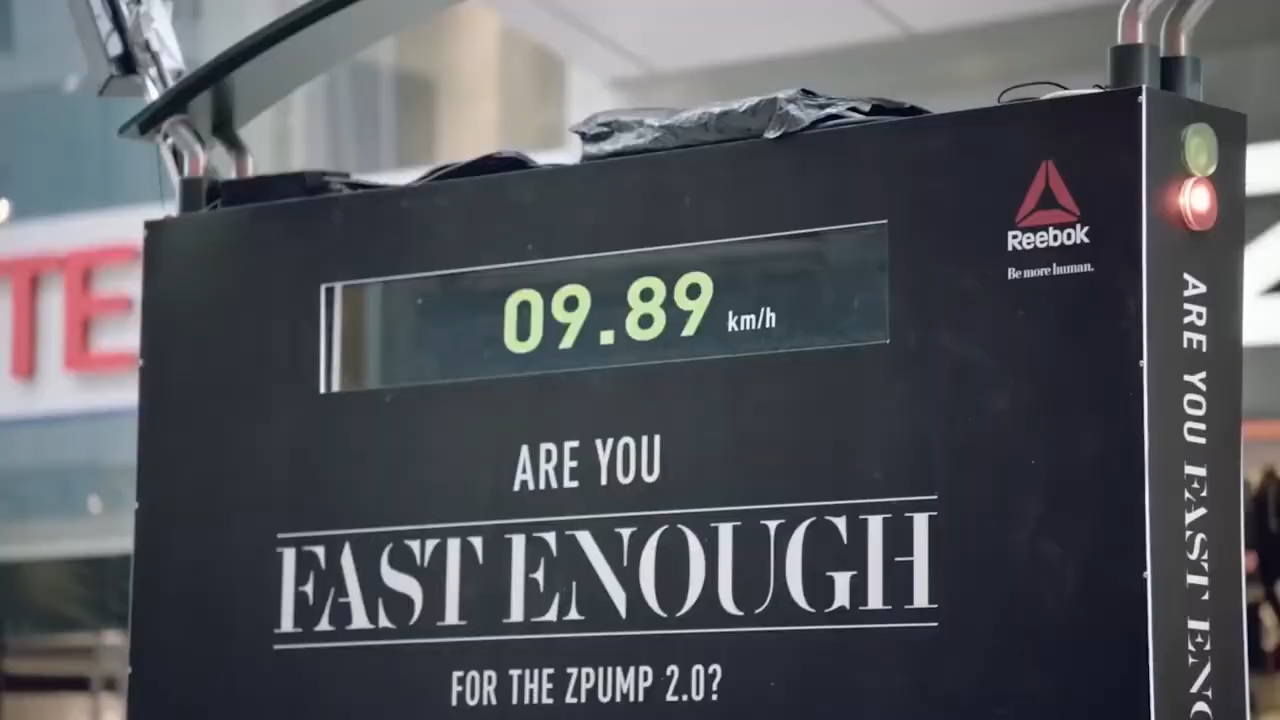 TE
09.89 km/h
Reebok
Be more human.
ARE YOU
FAST ENOUGH
FOR THE ZPUMP 2.0?
ARE YOU FAST ENO